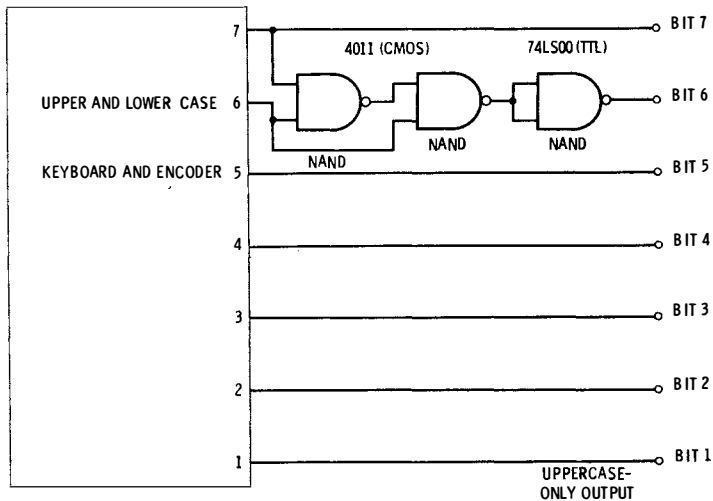 7
BIT 7
4011 (CMOS)
74LS00 (TTL)
UPPER AND LOWER CASE
6
BIT 6
NAND
NAND
NAND
KEYBOARD AND ENCODER
5
BIT 5
4
BIT 4
3
BIT 3
2
BIT 2
1
BIT 1
UPPERCASE-
ONLY OUTPUT